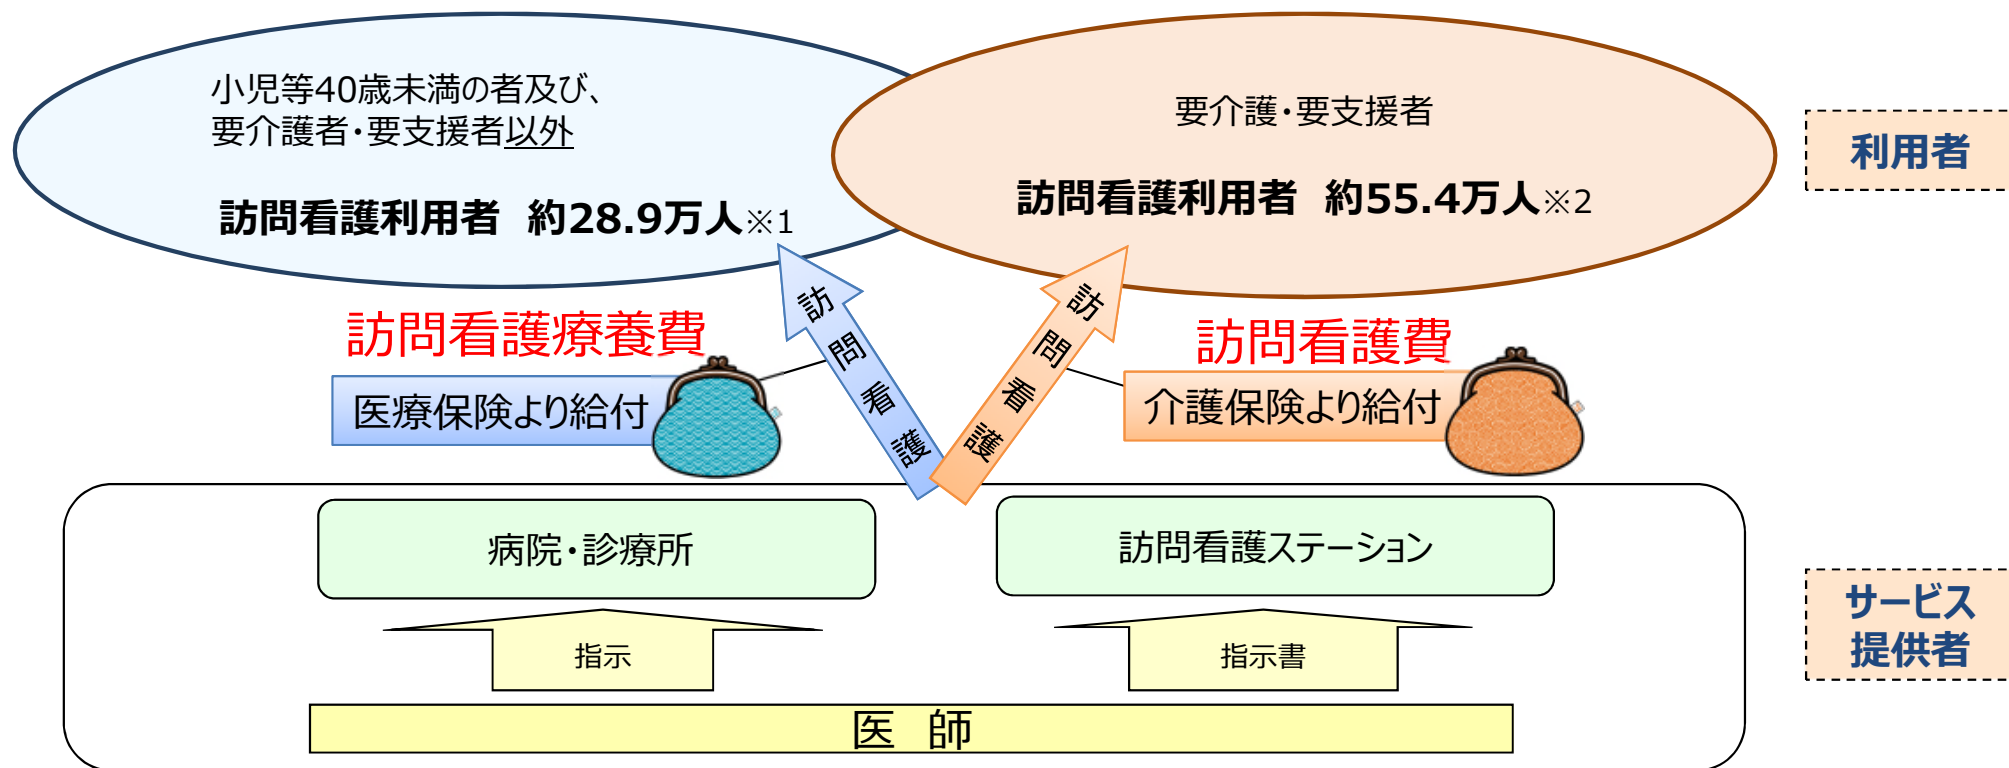 小児等40歳未満の者及び、
要介護者・要支援者以外
訪問看護利用者 約28.9万人※1
要介護・要支援者
訪問看護利用者 約55.4万人※2
利用者
訪問看護療養費
医療保険より給付
訪問看護
訪問看護
訪問看護費
介護保険より給付
病院・診療所
訪問看護ステーション
指示
指示書
医 師
サービス
提供者